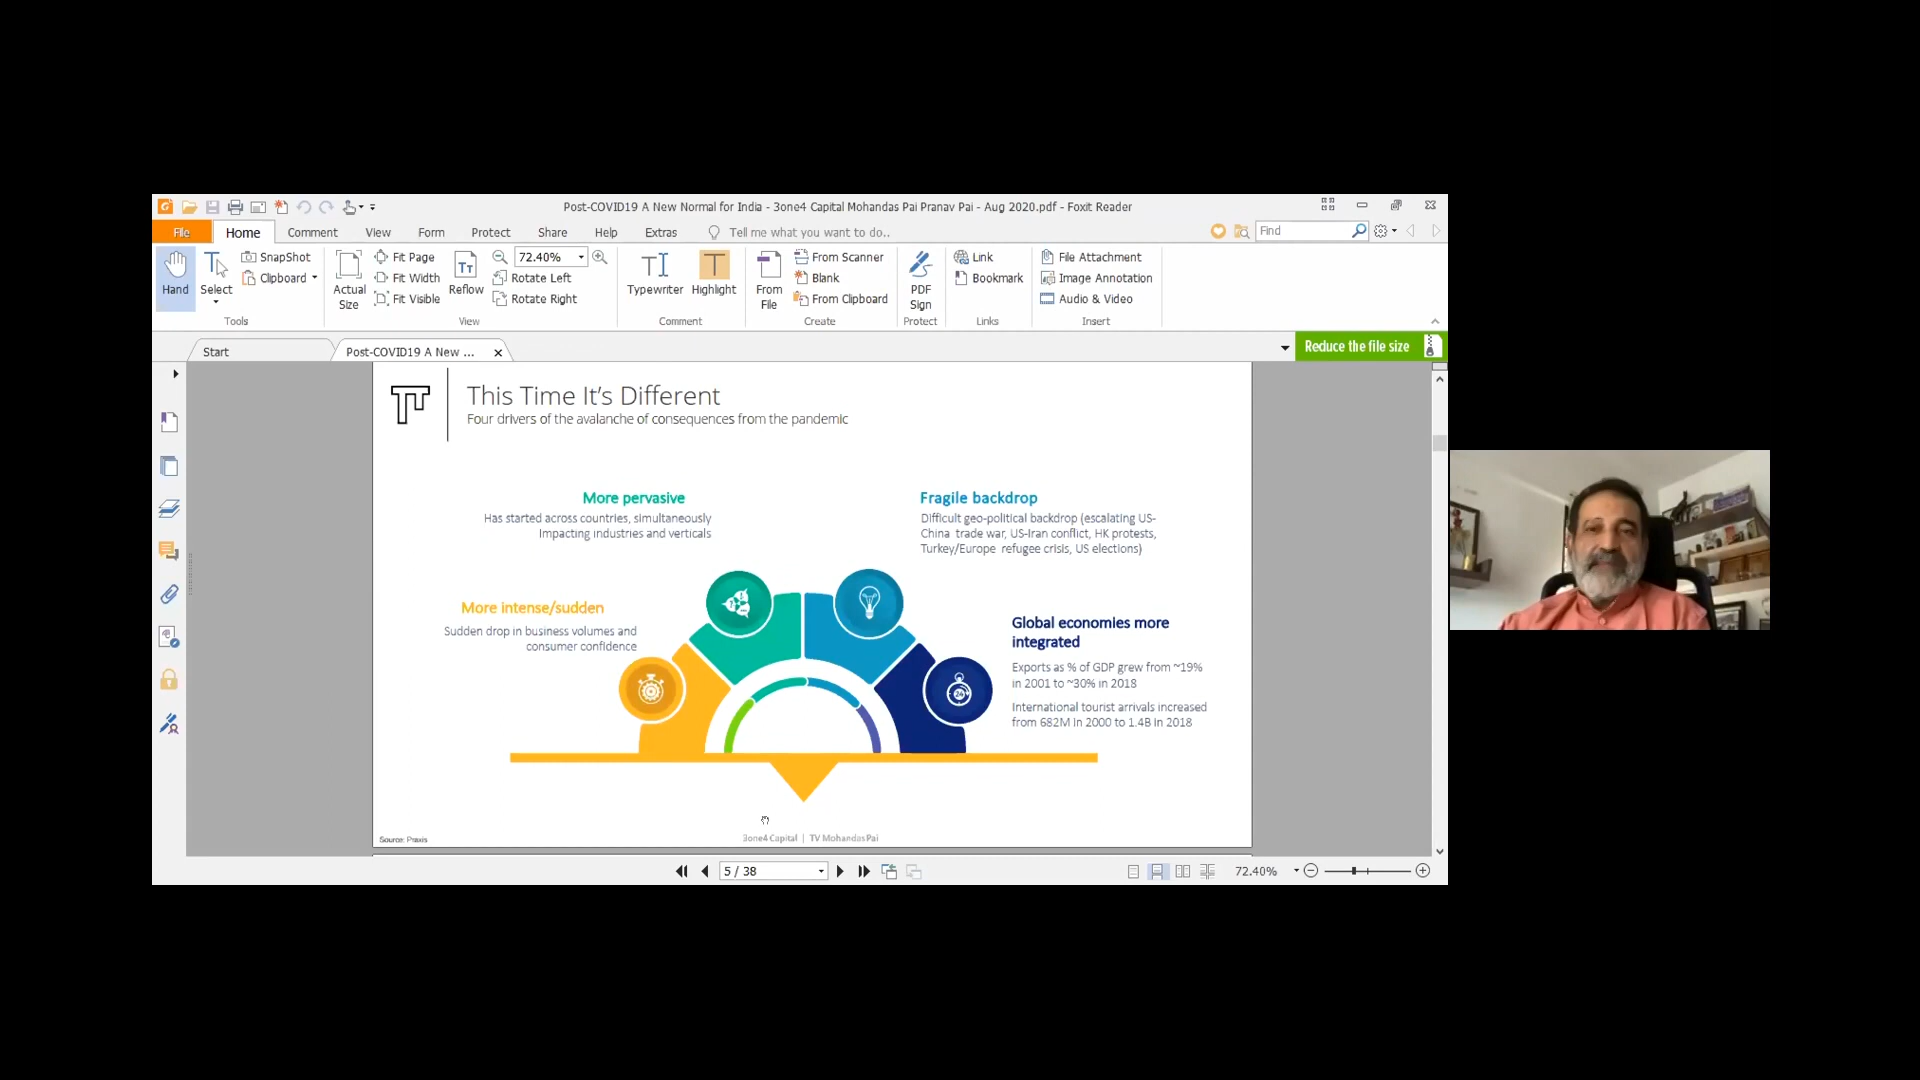 Post-COVID19 A New Normal for India - 3one4 Capital Mohandas Pai Pranav Pai - Aug 2020.pdf - Foxit Reader
File
Home
Comment
View
Form
Protect
Share
Help
Extras
Tell me what you want to do..
Find
Hand
Select
SnapShot
Clipboard
Tools
Actual
Size
Fit Page
Fit Width
Fit Visible
Reflow
72.40%
Rotate Left
Rotate Right
View
Typewriter
Highlight
Comment
From
File
From Scanner
Blank
From Clipboard
Create
PDF
Sign
Protect
Link
Bookmark
Links
File Attachment
Image Annotation
Audio & Video
Insert
Start
Post-COVID19 A New ...
Reduce the file size
This Time It's Different
Four drivers of the avalanche of consequences from the pandemic
More pervasive
Has started across countries, simultaneously
Impacting industries and verticals
Fragile backdrop
Difficult geo-political backdrop (escalating US-
China trade war, US-Iran conflict, HK protests,
Turkey/Europe refugee crisis, US elections)
More intense/sudden
Sudden drop in business volumes and
consumer confidence
Global economies more
integrated
Exports as % of GDP grew from ~19%
in 2001 to ~30% in 2018
International tourist arrivals increased
from 682M in 2000 to 1.4B in 2018
24
Source: Praxis
3one4 Capital | TV Mohandas Pai
5 / 38
72.40%